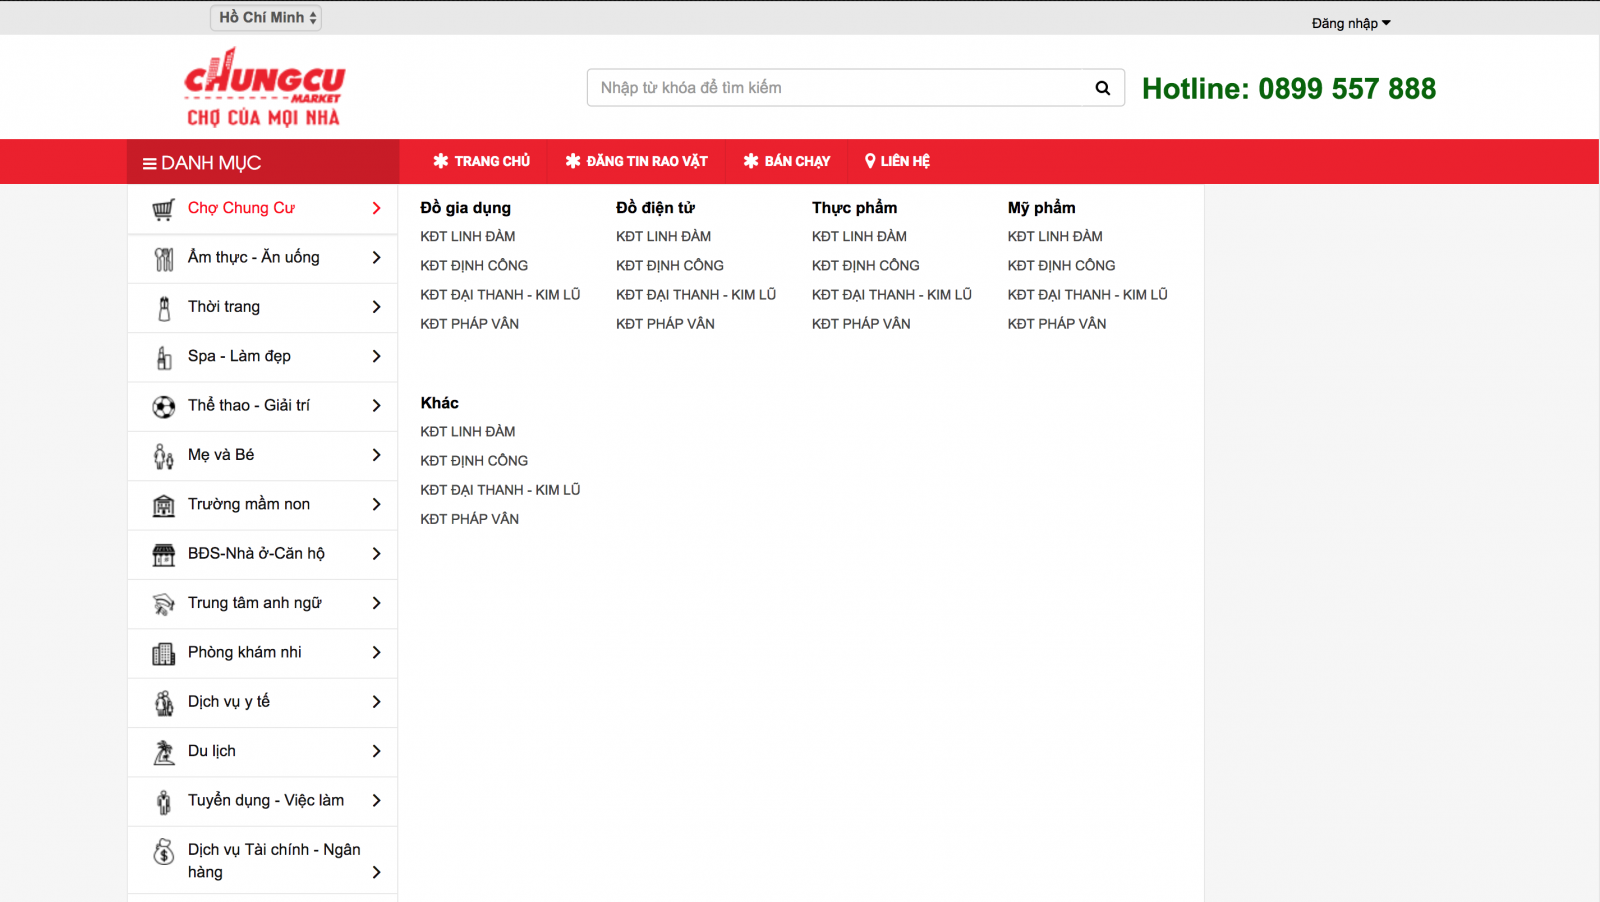 Hồ Chí Minh
Đăng nhập
CHUNGCU
MARKET
CHỢ CỦA MỌI NHÀ
Nhập từ khóa để tìm kiếm
Hotline: 0899 557 888
DANH MỤC
TRANG CHỦ
ĐĂNG TIN RAO VẶT
BÁN CHẠY
LIÊN HỆ
Chợ Chung Cư
Ẩm thực - Ăn uống
Thời trang
Spa - Làm đẹp
Thể thao - Giải trí
Mẹ và Bé
Trường mầm non
BĐS-Nhà ở-Căn hộ
Trung tâm anh ngữ
Phòng khám nhi
Dịch vụ y tế
Du lịch
Tuyển dụng - Việc làm
Dịch vụ Tài chính - Ngân
hàng
Đồ gia dụng
KĐT LINH ĐÀM
KĐT ĐỊNH CÔNG
KĐT ĐẠI THANH - KIM LŨ
KĐT PHÁP VÂN
Đồ điện tử
KĐT LINH ĐÀM
KĐT ĐỊNH CÔNG
KĐT ĐẠI THANH - KIM LŨ
KĐT PHÁP VÂN
Thực phẩm
KĐT LINH ĐÀM
KĐT ĐỊNH CÔNG
KĐT ĐẠI THANH - KIM LŨ
KĐT PHÁP VÂN
Mỹ phẩm
KĐT LINH ĐÀM
KĐT ĐỊNH CÔNG
KĐT ĐẠI THANH - KIM LŨ
KĐT PHÁP VÂN
Khác
KĐT LINH ĐÀM
KĐT ĐỊNH CÔNG
KĐT ĐẠI THANH - KIM LŨ
KĐT PHÁP VÂN